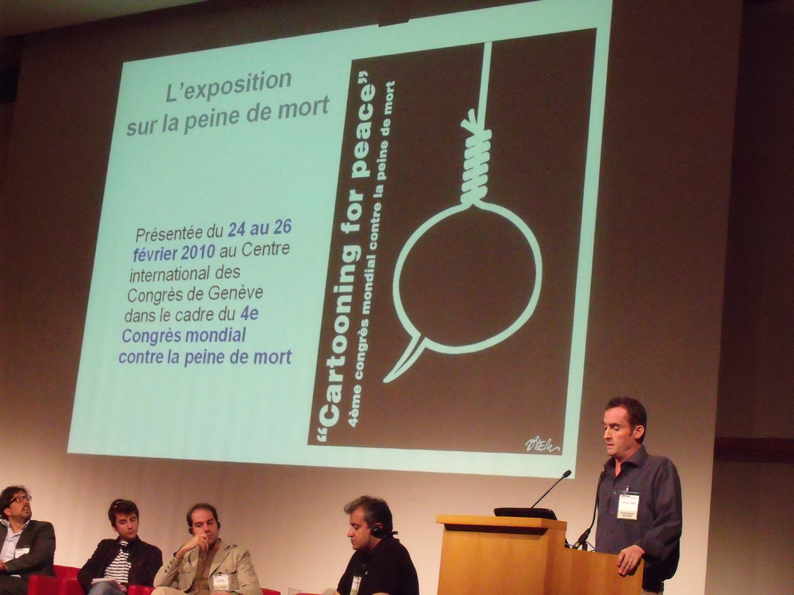 L'exposition
sur la peine de mort
Présentée du 24 au 26
février 2010 au Centre
international des
Congrès de Genève
dans le cadre du 4e
Congrès mondial
contre la peine de mort
“Cartooning for peace”
4ème congrès mondial contre la peine de mort